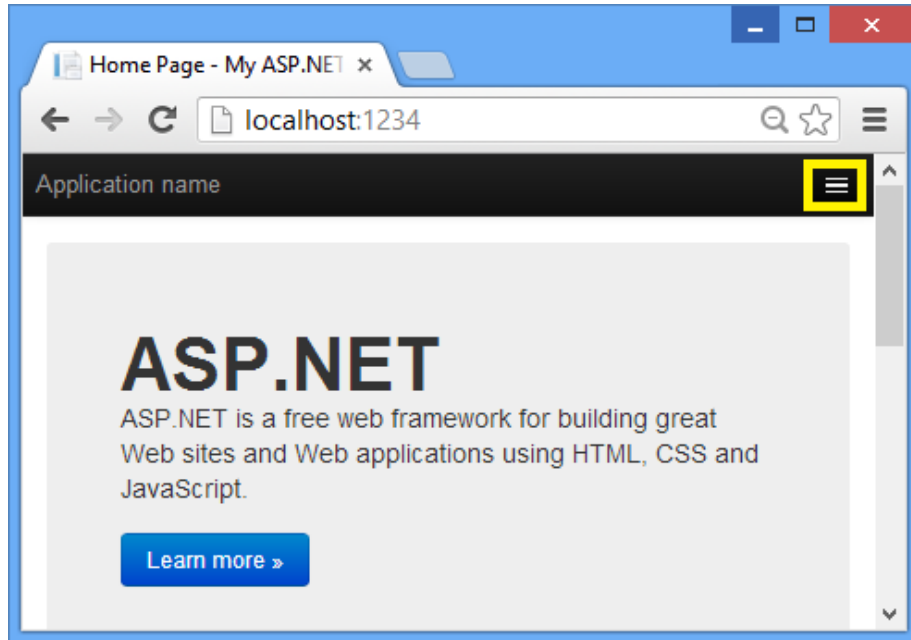 Home Page - My ASP.NET
localhost:1234
Application name
ASP.NET
ASP.NET is a free web framework for building great
Web sites and Web applications using HTML, CSS and
JavaScript.
Learn more »